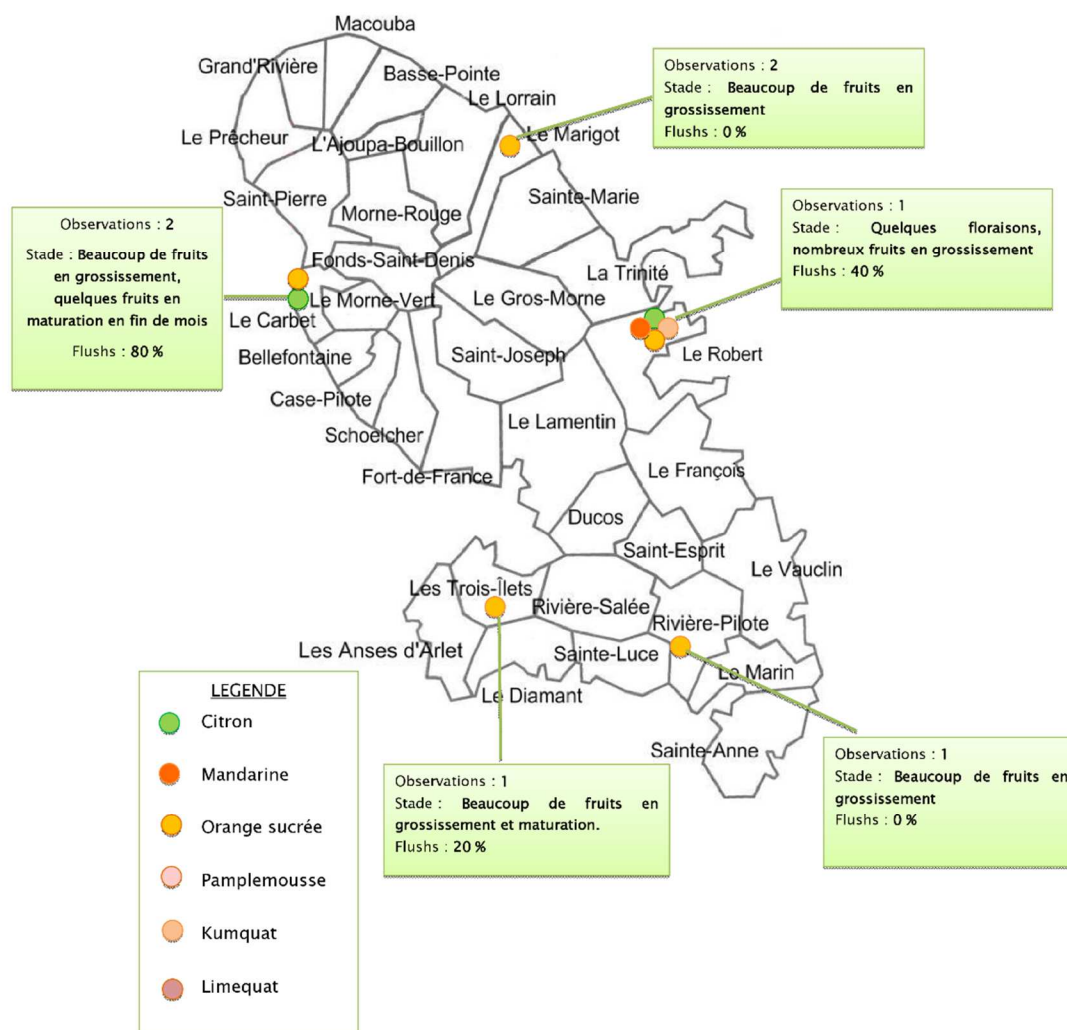 Macouba
Grand'Rivière
Basse-Pointe
Le Lorrain
Le Prêcheur
L'Ajoupa-Bouillon
Le Marigot
Saint-Pierre
Morne-Rouge
Sainte-Marie
Fonds-Saint-Denis
La Trinité
Le Morne-Vert
Le Gros-Morne
Le Carbet
Bellefontaine
Saint-Joseph
Le Robert
Case-Pilote
Schoelcher
Le Lamentin
Fort-de-France
Le François
Ducos
Saint-Esprit
Le Vauclin
Les Trois-Îlets
Rivière-Salée
Rivière-Pilote
Les Anses d'Arlet
Sainte-Luce
Le Marin
Le Diamant
Sainte-Anne
Observations : 2
Stade : Beaucoup de fruits en
grossissement
Flushs : 0 %
Observations : 1
Stade : Quelques floraisons,
nombreux fruits en grossissement
Flushs : 40 %
Observations : 2
Stade : Beaucoup de fruits
en grossissement,
quelques fruits en
maturation en fin de mois
Flushs : 80 %
Observations : 1
Stade : Beaucoup de fruits en
grossissement et maturation.
Flushs : 20 %
Observations : 1
Stade : Beaucoup de fruits en
grossissement
Flushs : 0 %
LEGENDE
Citron
Mandarine
Orange sucrée
Pamplemousse
Kumquat
Limequat